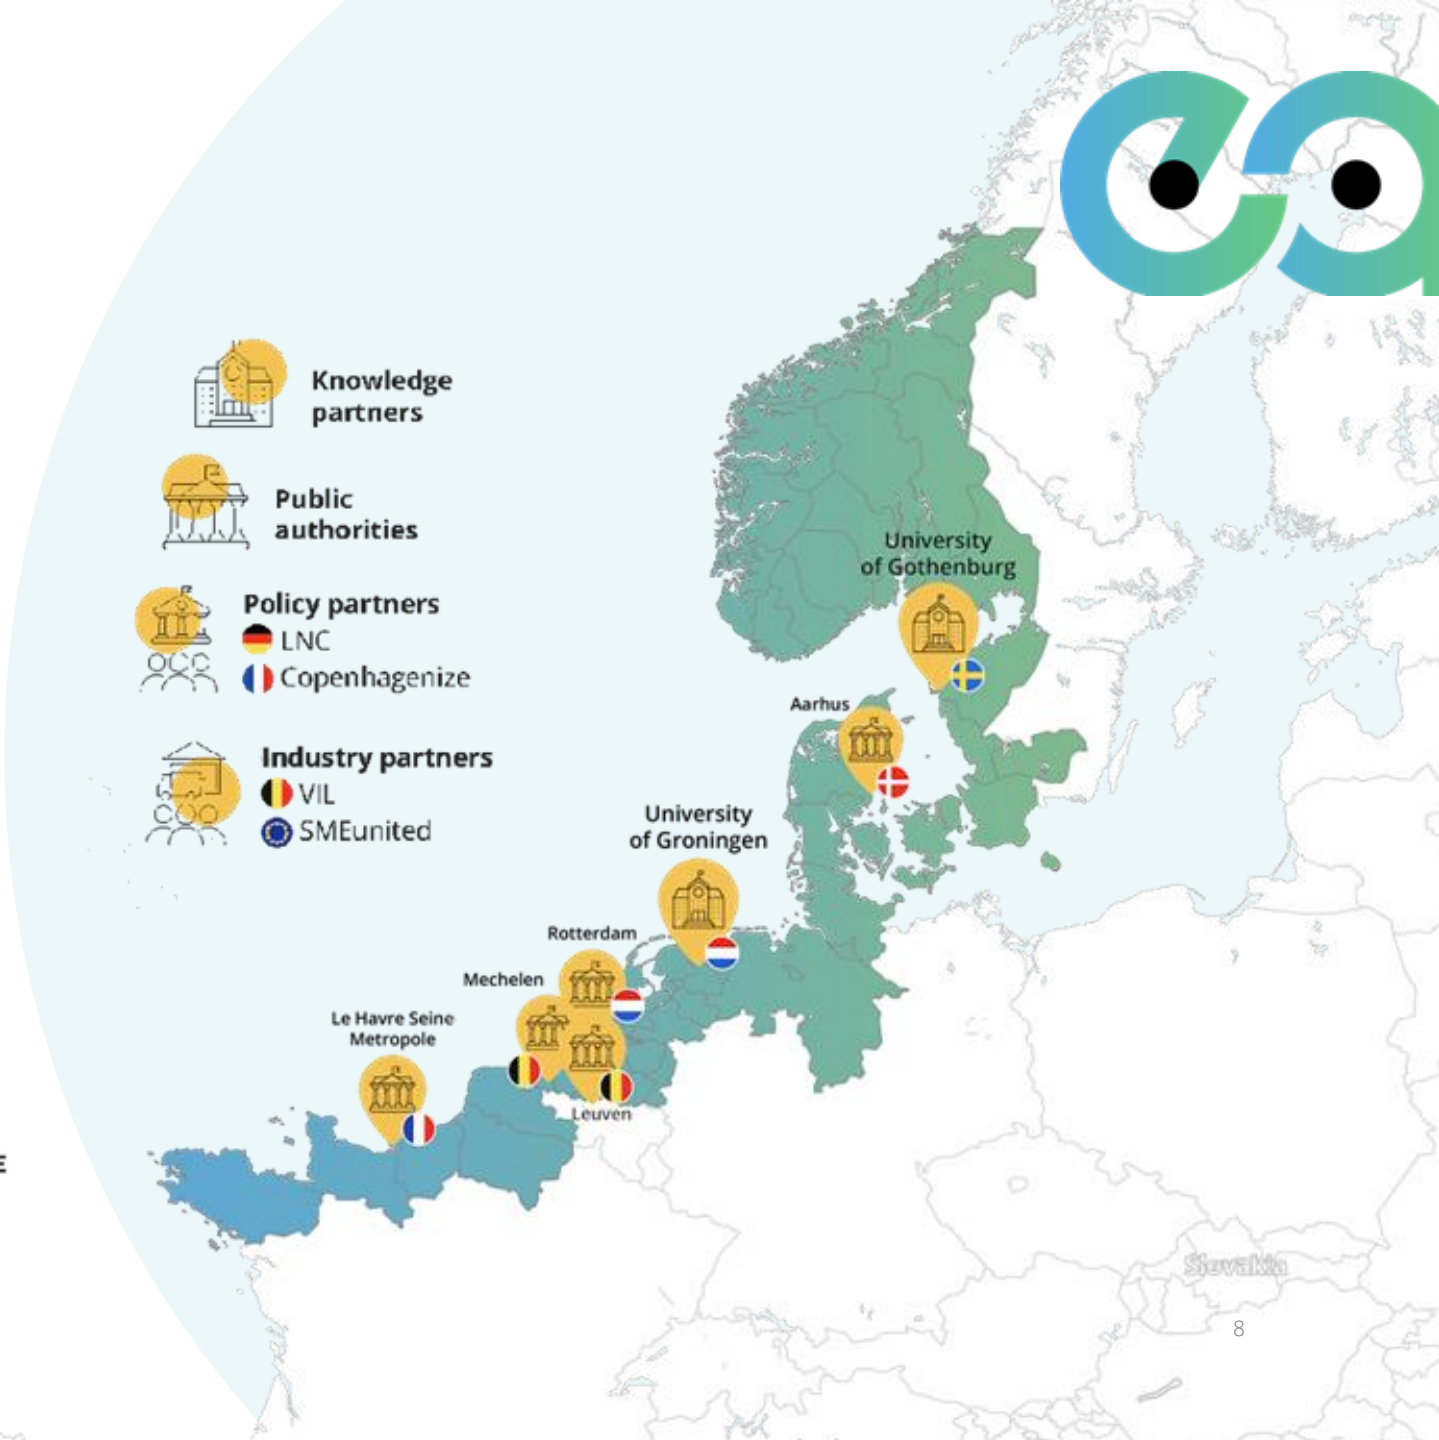 Knowledge
partners
Public
authorities
Policy partners
LNC
Copenhagenize
Industry partners
VIL
SMEunited
University
of Gothenburg
Aarhus
University
of Groningen
Rotterdam
Mechelen
Le Havre Seine
Metropole
Leuven
E
Slovakia
8
ea